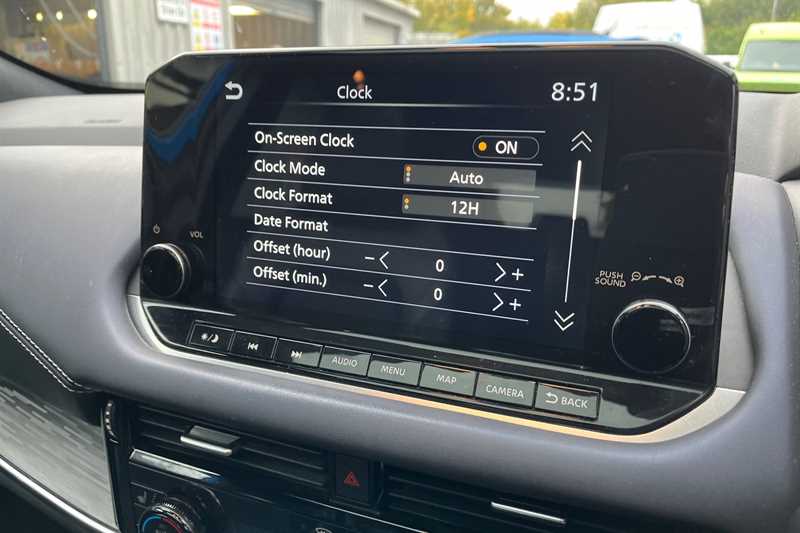 Clock 8:51
On-Screen Clock ON
Clock Mode Auto
Clock Format 12H
Date Format
Offset (hour) − 0 +
Offset (min.) − 0 +
VOL
PUSH
SOUND
AUDIO
MENU
MAP
CAMERA
BACK